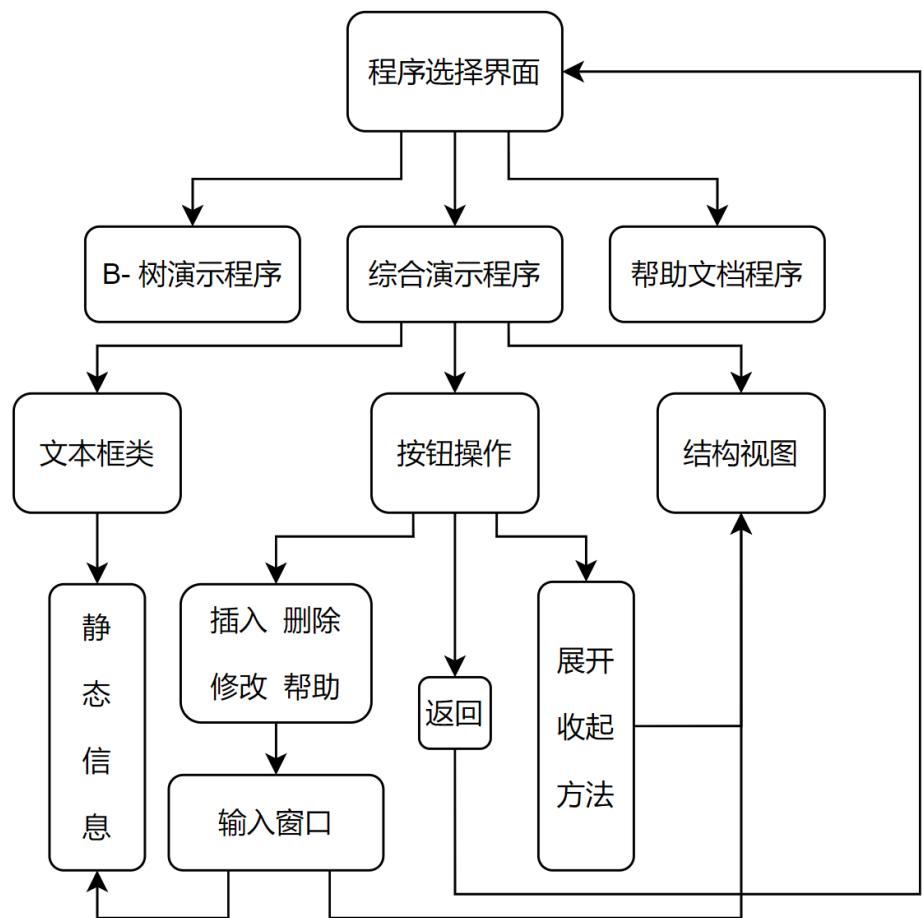 程序选择界面
B- 树演示程序
综合演示程序
帮助文档程序
文本框类
按钮操作
结构视图
静
态
信
息
插入 删除
修改 帮助
返回
展开
收起
方法
输入窗口